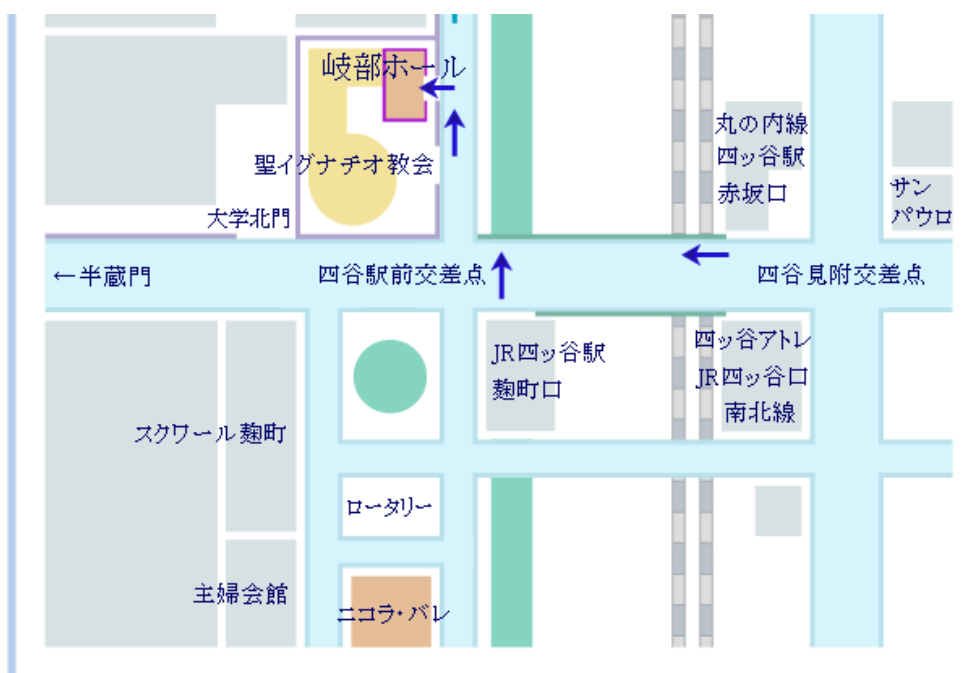 岐部ホール
丸の内線
四ッ谷駅
赤坂口
聖イグナチオ教会
サン
パウロ
大学北門
←半蔵門
四谷駅前交差点
四谷見附交差点
JR四ッ谷駅
麹町口
四ッ谷アトレ
JR四ッ谷口
南北線
スクワール麹町
ロータリー
主婦会館
ニコラ・バレ